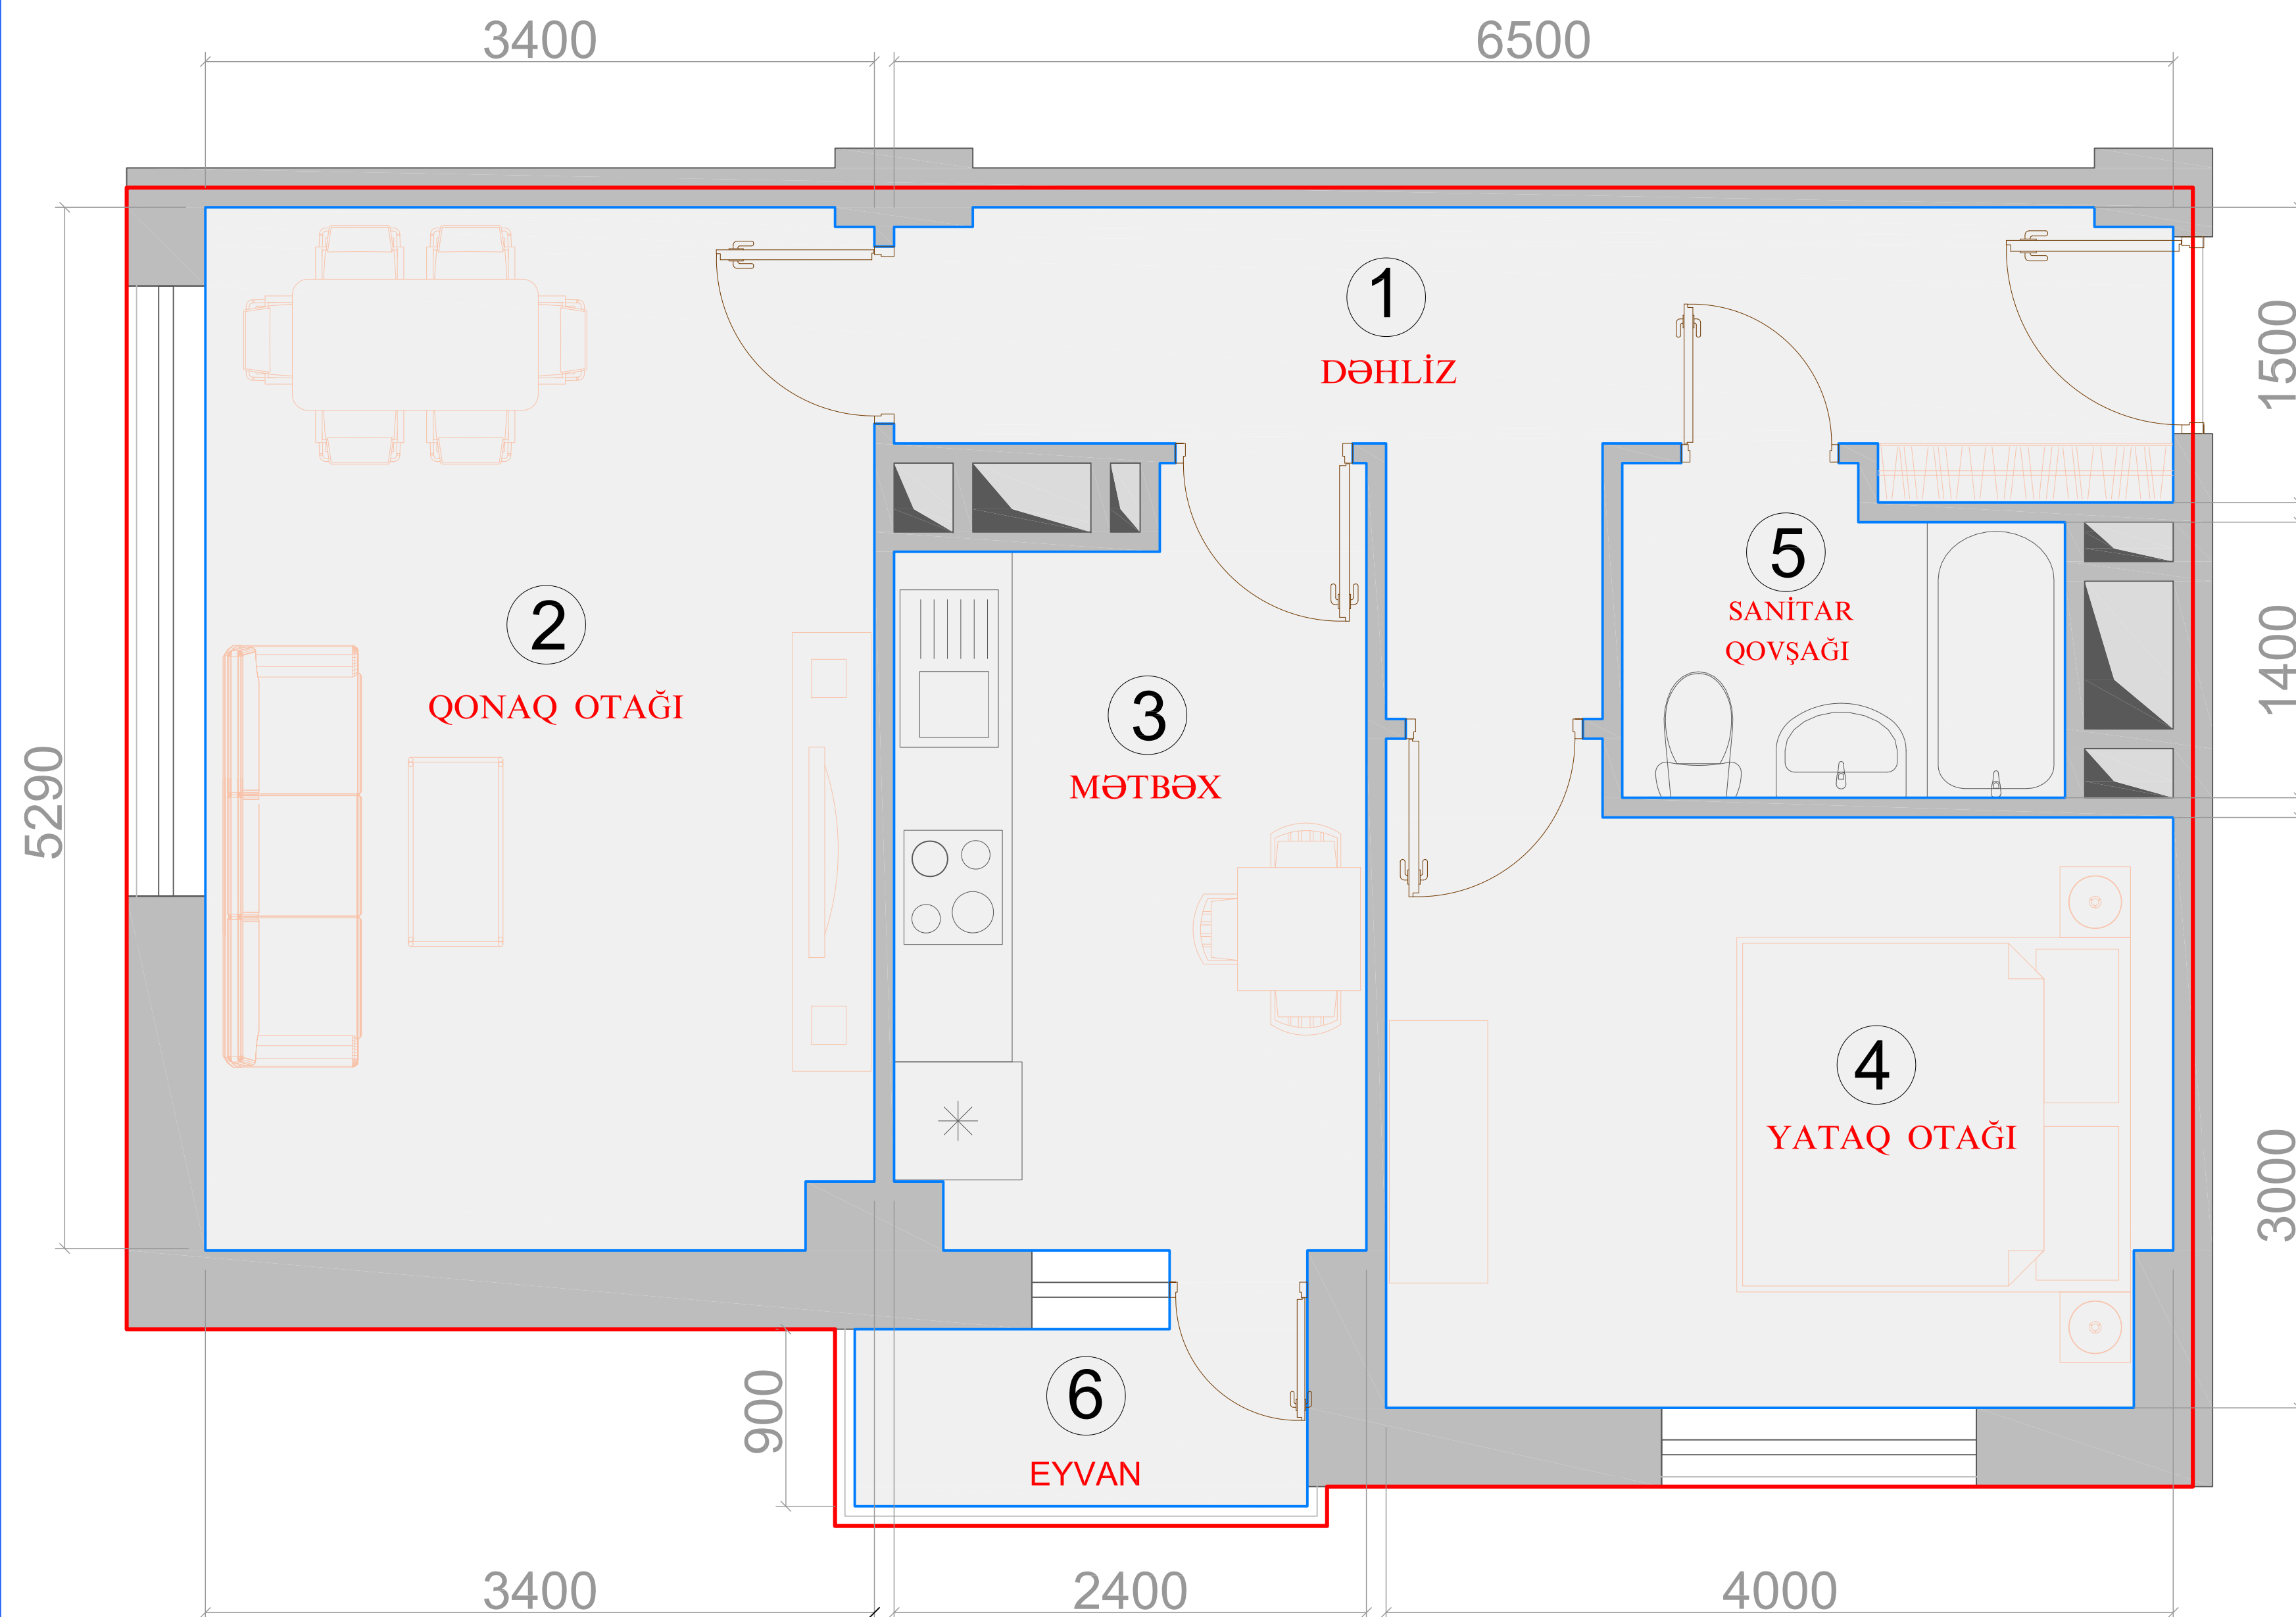 3400
6500
1
DƏHLİZ
1500
2
QONAQ OTAĞI
5
SANİTAR
QOVŞAĞI
1400
3
MƏTBƏX
5290
4
YATAQ OTAĞI
3000
900
6
EYVAN
3400
2400
4000